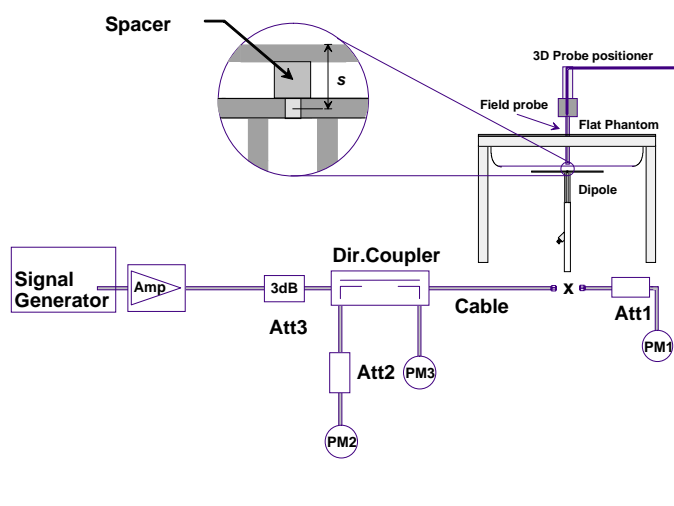 Spacer
s
3D Probe positioner
Field probe
Flat Phantom
Dipole
Dir.Coupler
Signal
Generator
Amp
3dB
Att3
Cable
x
Att1
PM1
Att2
PM3
PM2